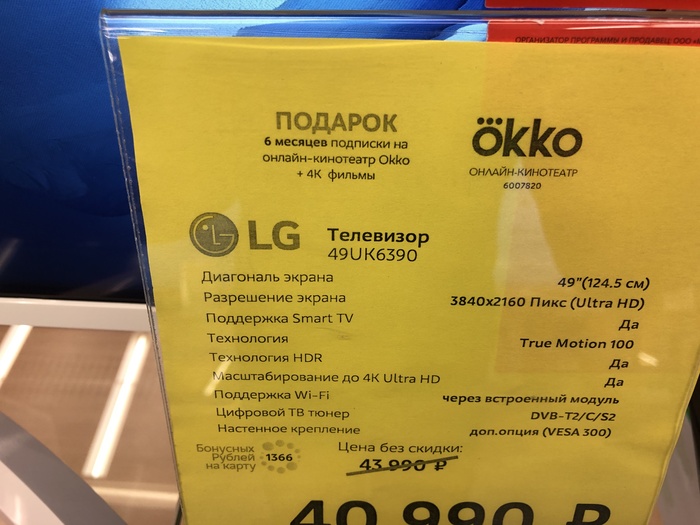 ОРГАНИЗАТОР ПРОГРАММЫ И ПРОДАВЕЦ: ООО
ПОДАРОК
6 месяцев подписки на
онлайн-кинотеатр Okko
+ 4K фильмы
ökko
ОНЛАЙН-КИНОТЕАТР
6007820
LG
Телевизор
49UK6390
Диагональ экрана 49"(124.5 см)
Разрешение экрана 3840x2160 Пикс (Ultra HD)
Поддержка Smart TV Да
Технология True Motion 100
Технология HDR Да
Масштабирование до 4K Ultra HD Да
Поддержка Wi-Fi через встроенный модуль
Цифровой ТВ тюнер DVB-T2/C/S2
Настенное крепление доп.опция (VESA 300)
Бонусных
Рублей
на карту
1366
Цена без скидки:
43 990 ₽
40 990 ₽